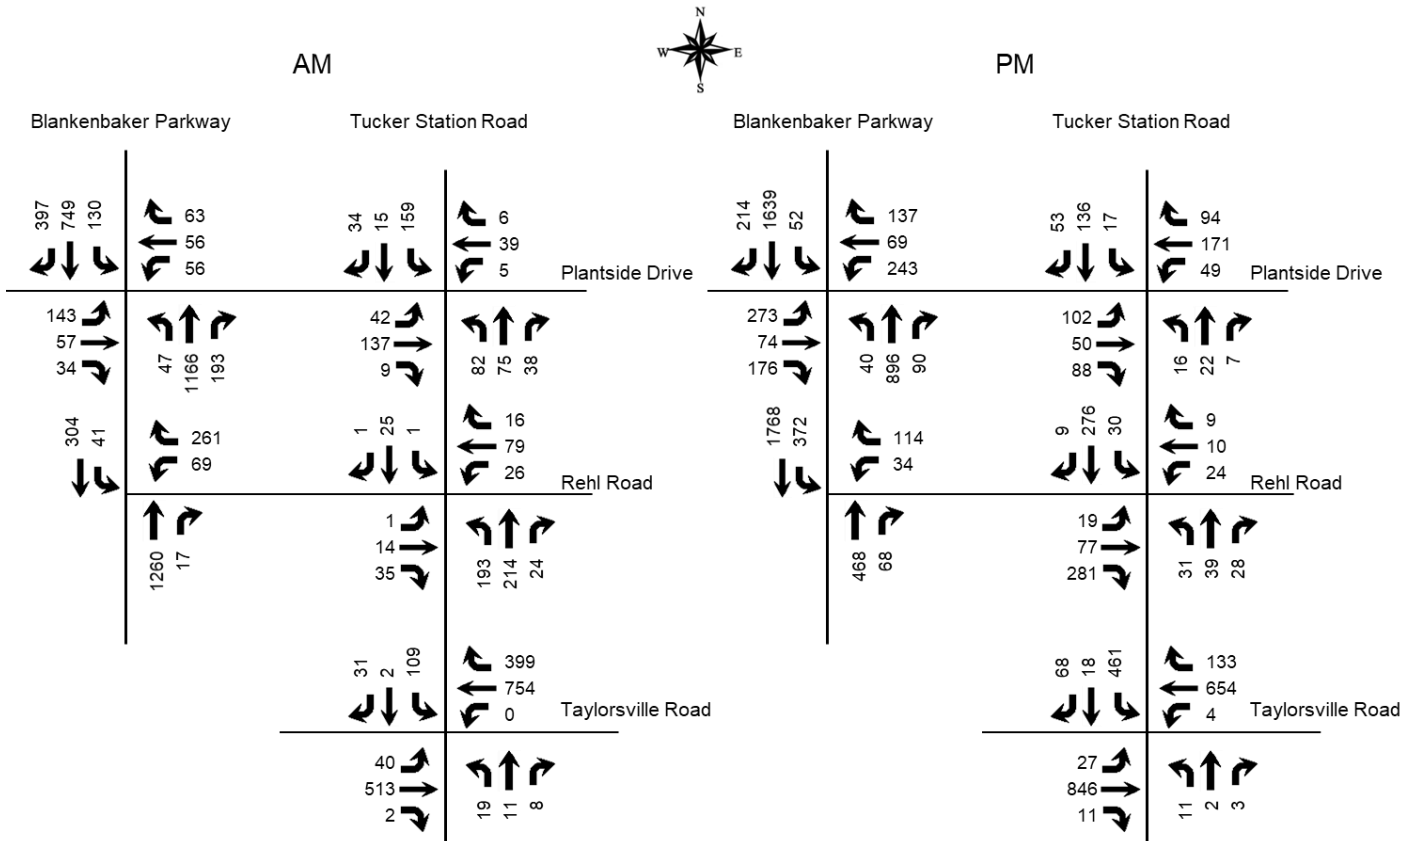 N
W E
S
AM
PM
Blankenbaker Parkway
Tucker Station Road
Blankenbaker Parkway
Tucker Station Road
397 749 130
63
56
56
34 15 159
6
39
5
Plantside Drive
143
57
34
47 1166 193
42
137
9
82 75 38
304 41
261
69
1 25 1
16
79
26
Rehl Road
1260 17
1
14
35
193 214 24
31 2 109
399
754
0
Taylorsville Road
40
513
2
19 11 8
214 1639 52
137
69
243
53 136 17
94
171
49
Plantside Drive
273
74
176
40 896 90
102
50
88
16 22 7
1768 372
114
34
9 276 30
9
10
24
Rehl Road
468 68
19
77
281
31 39 28
68 18 461
133
654
4
Taylorsville Road
27
846
11
11 2 3